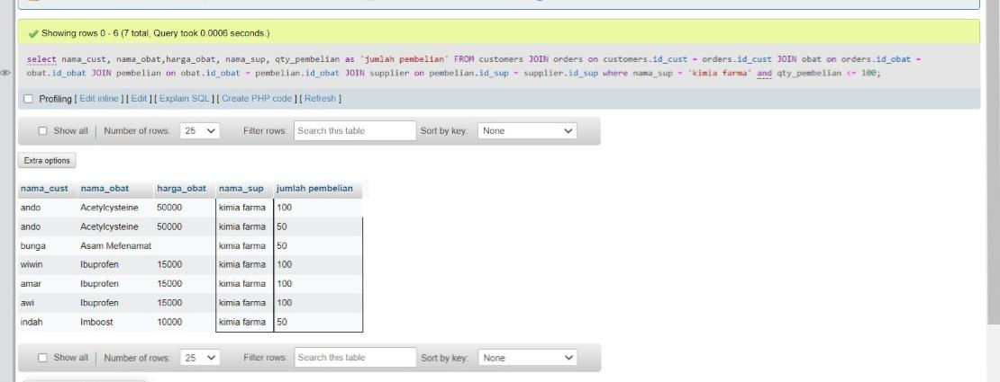 Showing rows 0 - 6 (7 total, Query took 0.0006 seconds.)
select nama_cust, nama_obat,harga_obat, nama_sup, qty_pembelian as 'jumlah pembelian' FROM customers JOIN orders on customers.id_cust = orders.id_cust JOIN obat on orders.id_obat =
obat.id_obat JOIN pembelian on obat.id_obat = pembelian.id_obat JOIN supplier on pembelian.id_sup = supplier.id_sup where nama_sup = 'kimia farma' and qty_pembelian <= 100;
Profiling [ Edit inline ] [ Edit ] [ Explain SQL ] [ Create PHP code ] [ Refresh ]
Show all Number of rows: 25 Filter rows: Search this table Sort by key: None
Extra options
nama_cust nama_obat harga_obat nama_sup jumlah pembelian
ando Acetylcysteine 50000 kimia farma 100
ando Acetylcysteine 50000 kimia farma 50
bunga Asam Mefenamat kimia farma 50
wiwin Ibuprofen 15000 kimia farma 100
amar Ibuprofen 15000 kimia farma 100
awi Ibuprofen 15000 kimia farma 100
indah Imboost 10000 kimia farma 50
Show all Number of rows: 25 Filter rows: Search this table Sort by key: None